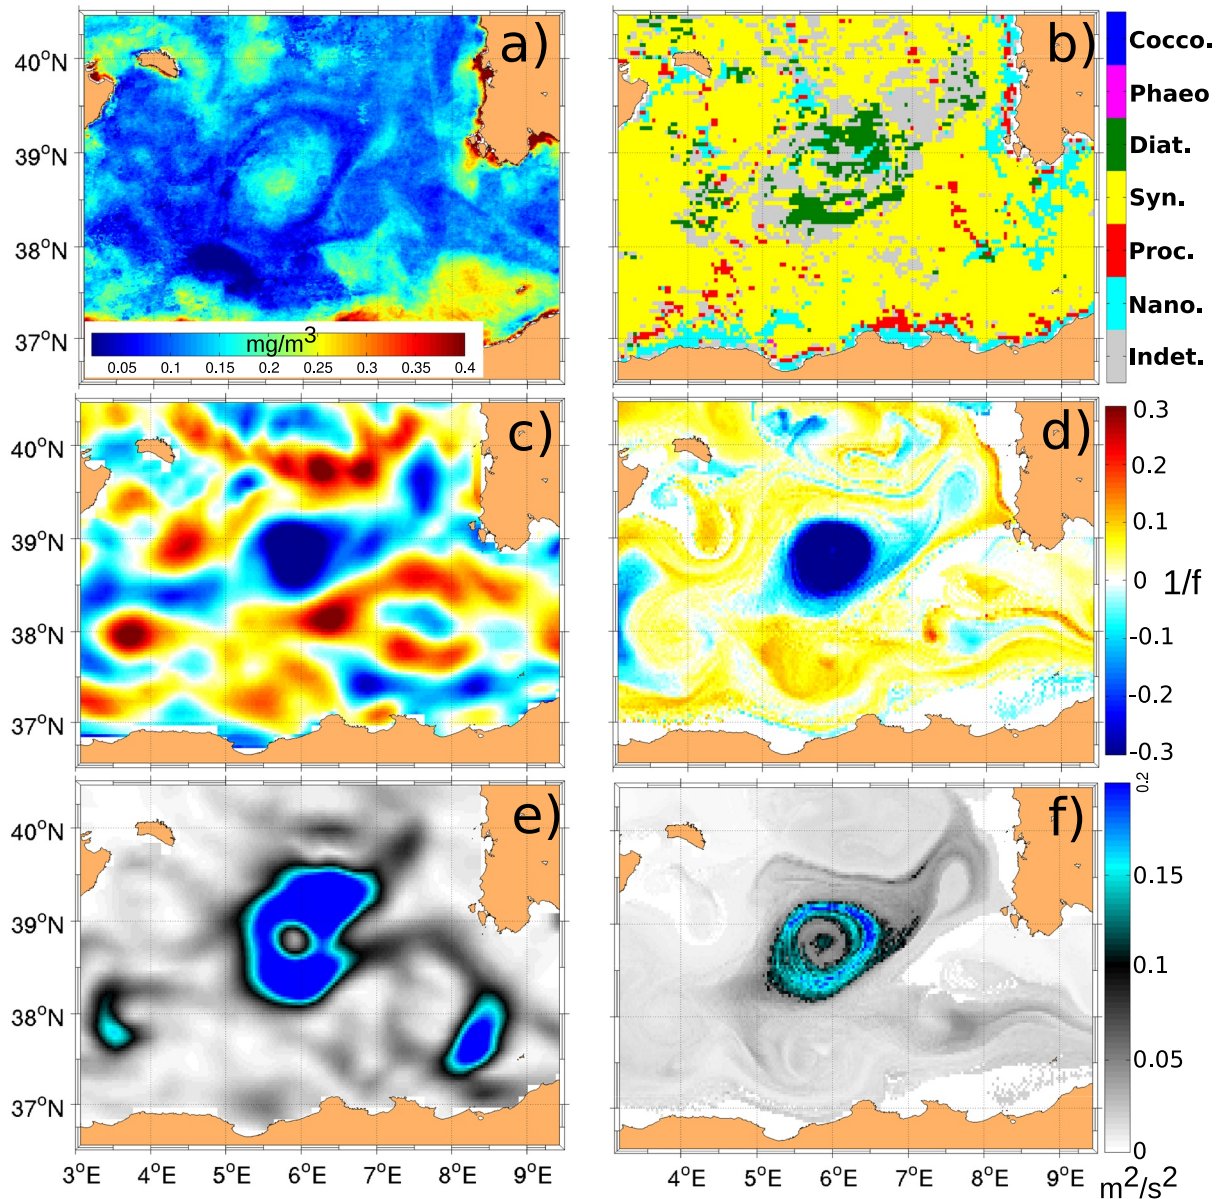 a)
40°N
39°N
38°N
37°N
mg/m³
0.05 0.1 0.15 0.2 0.25 0.3 0.35 0.4
b)
Cocco.
Phaeo
Diat.
Syn.
Proc.
Nano.
Indet.
c)
40°N
39°N
38°N
37°N
d)
0.3
0.2
0.1
0 1/f
-0.1
-0.2
-0.3
e)
40°N
39°N
38°N
37°N
3°E 4°E 5°E 6°E 7°E 8°E 9°E
f)
0.2
0.15
0.1
0.05
0
4°E 5°E 6°E 7°E 8°E 9°E
m²/s²